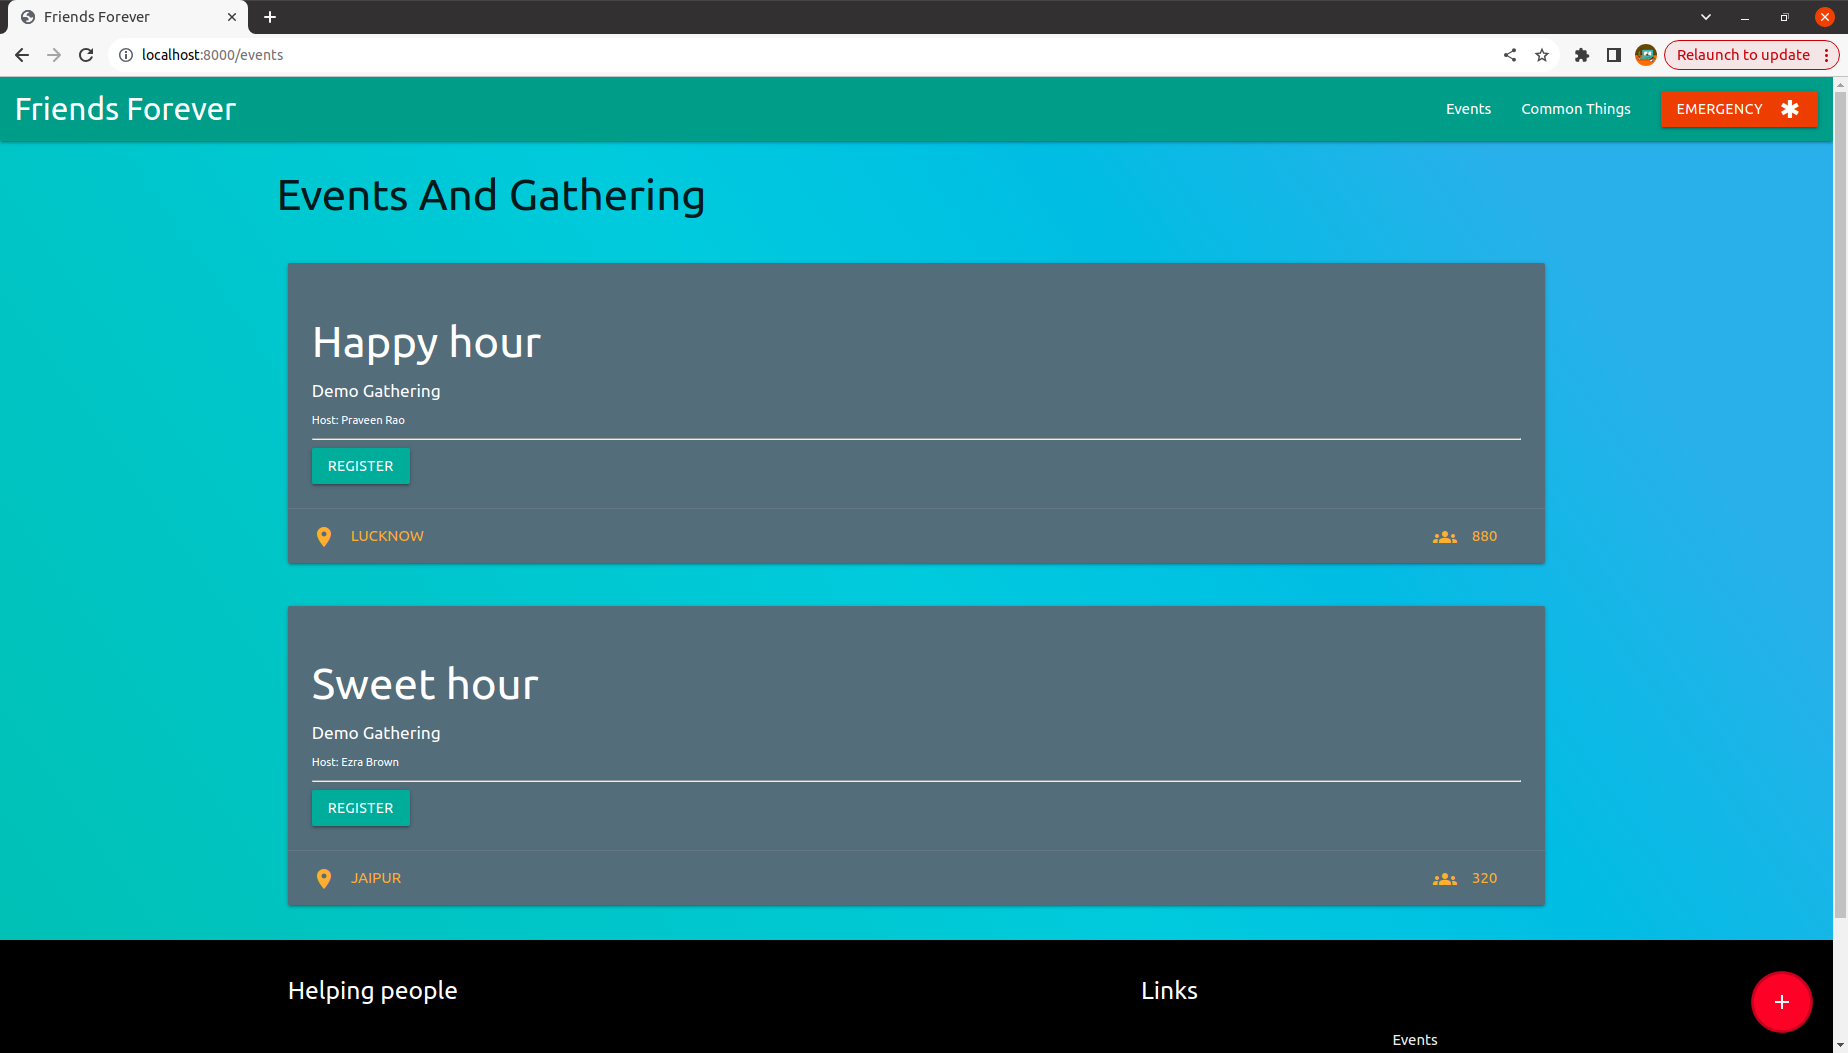 Friends Forever
localhost:8000/events
Relaunch to update
Friends Forever
Events
Common Things
EMERGENCY
Events And Gathering
Happy hour
Demo Gathering
Host: Praveen Rao
REGISTER
LUCKNOW
880
Sweet hour
Demo Gathering
Host: Ezra Brown
REGISTER
JAIPUR
320
Helping people
Links
Events